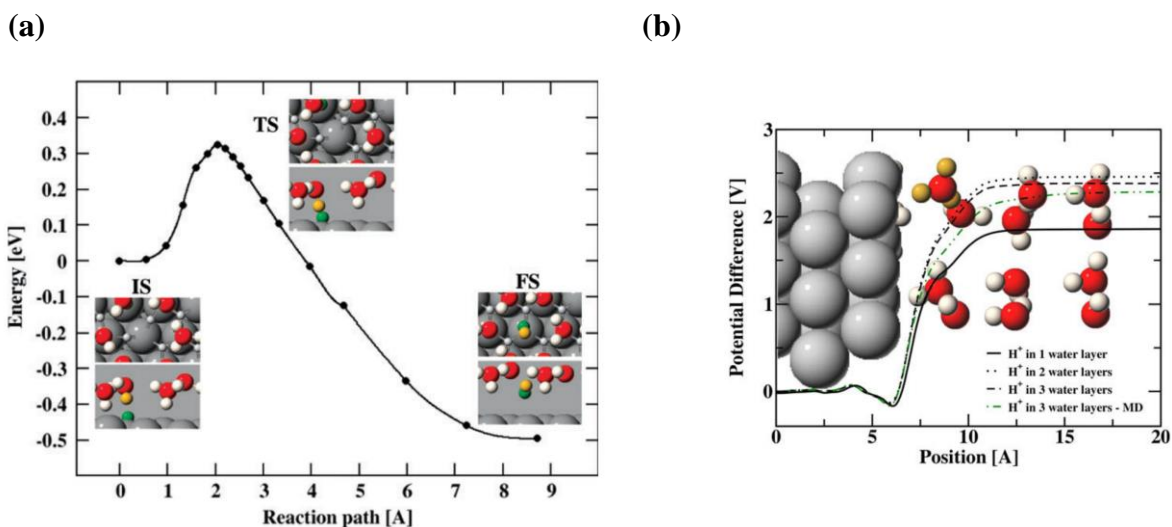 (a)
(b)
0.4
0.3
0.2
0.1
0
-0.1
-0.2
-0.3
-0.4
-0.5
Energy [eV]
TS
IS
FS
0 1 2 3 4 5 6 7 8 9
Reaction path [A]
3
2
1
0
Potential Difference [V]
H+ in 1 water layer
H+ in 2 water layers
H+ in 3 water layers
H+ in 3 water layers - MD
0 5 10 15 20
Position [A]